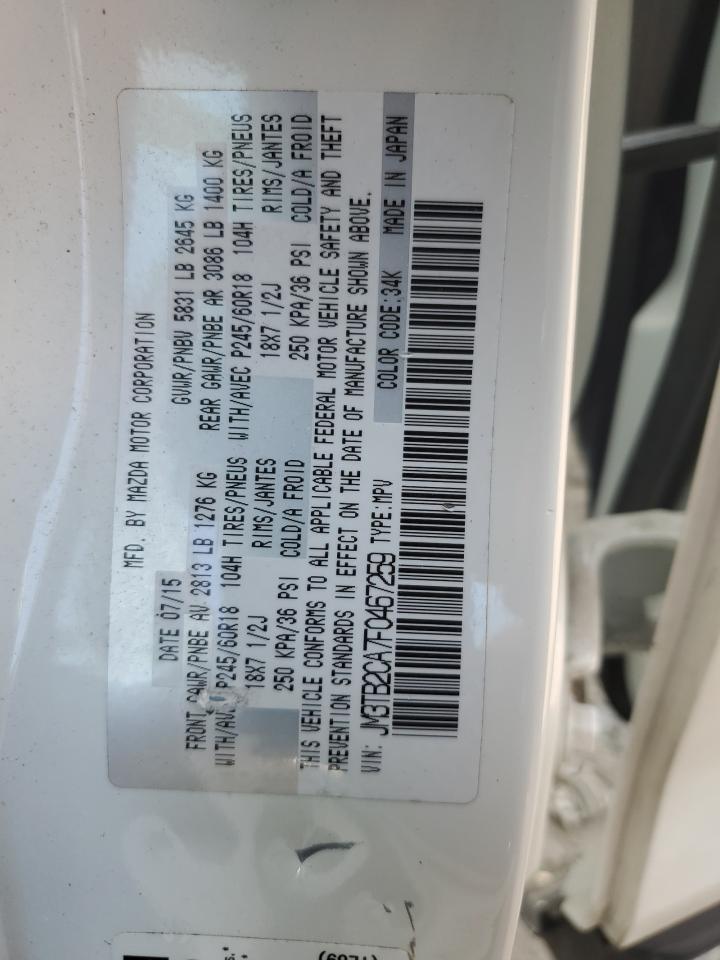 MFD. BY MAZDA MOTOR CORPORATION
DATE 07/15 GVWR/PNBV 5831 LB 2645 KG
FRONT GAWR/PNBE AV 2813 LB 1276 KG REAR GAWR/PNBE AR 3086 LB 1400 KG
WITH/AVEC P245/60R18 104H TIRES/PNEUS WITH/AVEC P245/60R18 104H TIRES/PNEUS
18X7 1/2J RIMS/JANTES 18X7 1/2J RIMS/JANTES
250 KPA/36 PSI COLD/A FROID 250 KPA/36 PSI COLD/A FROID
THIS VEHICLE CONFORMS TO ALL APPLICABLE FEDERAL MOTOR VEHICLE SAFETY AND THEFT
PREVENTION STANDARDS IN EFFECT ON THE DATE OF MANUFACTURE SHOWN ABOVE.
VIN: JM3TB2CA7F0467259 TYPE:MPV COLOR CODE:34K MADE IN JAPAN